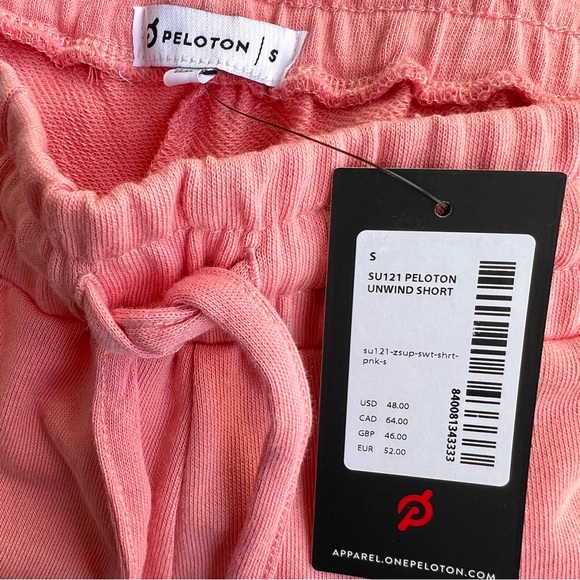 PELOTON | S
S
SU121 PELOTON
UNWIND SHORT
su121-zsup-swt-shrt-
pnk-s
USD 48.00
CAD 64.00
GBP 46.00
EUR 52.00
840081343333
APPAREL.ONEPELOTON.COM